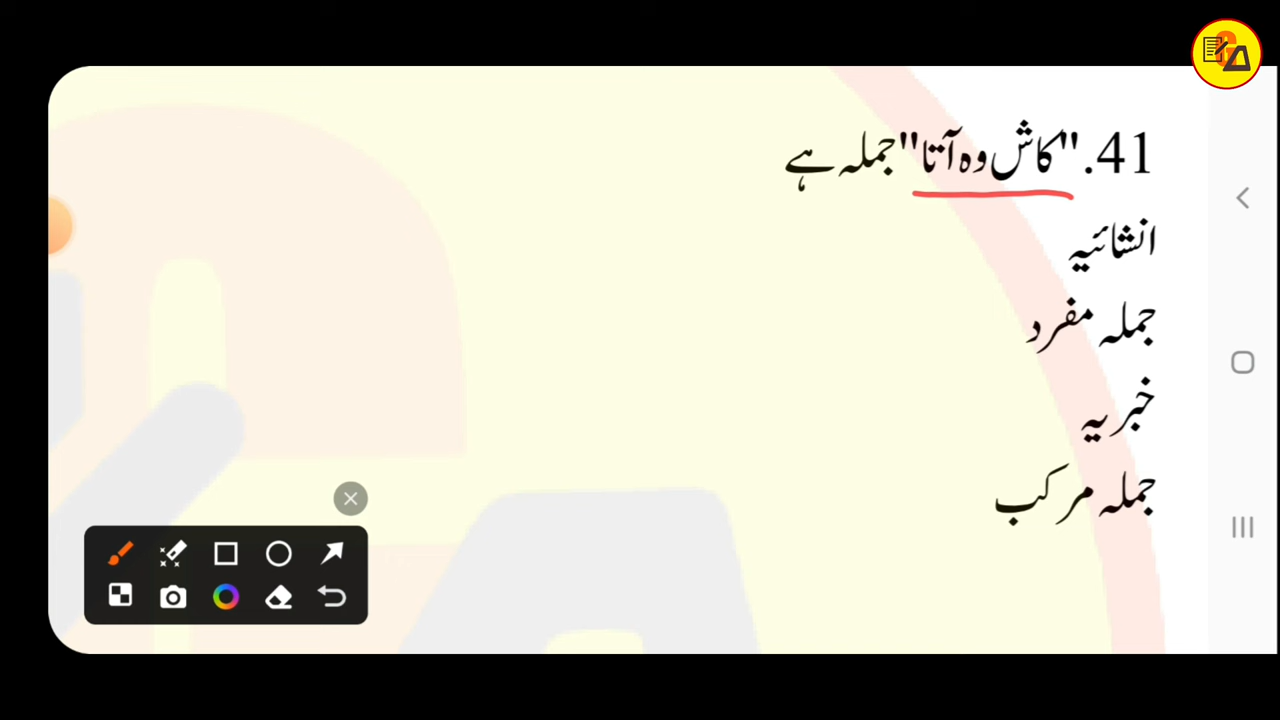 41. "کاش وہ آتا" جملہ ہے
انشائیہ
جملہ مفرد
خبریہ
جملہ مرکب